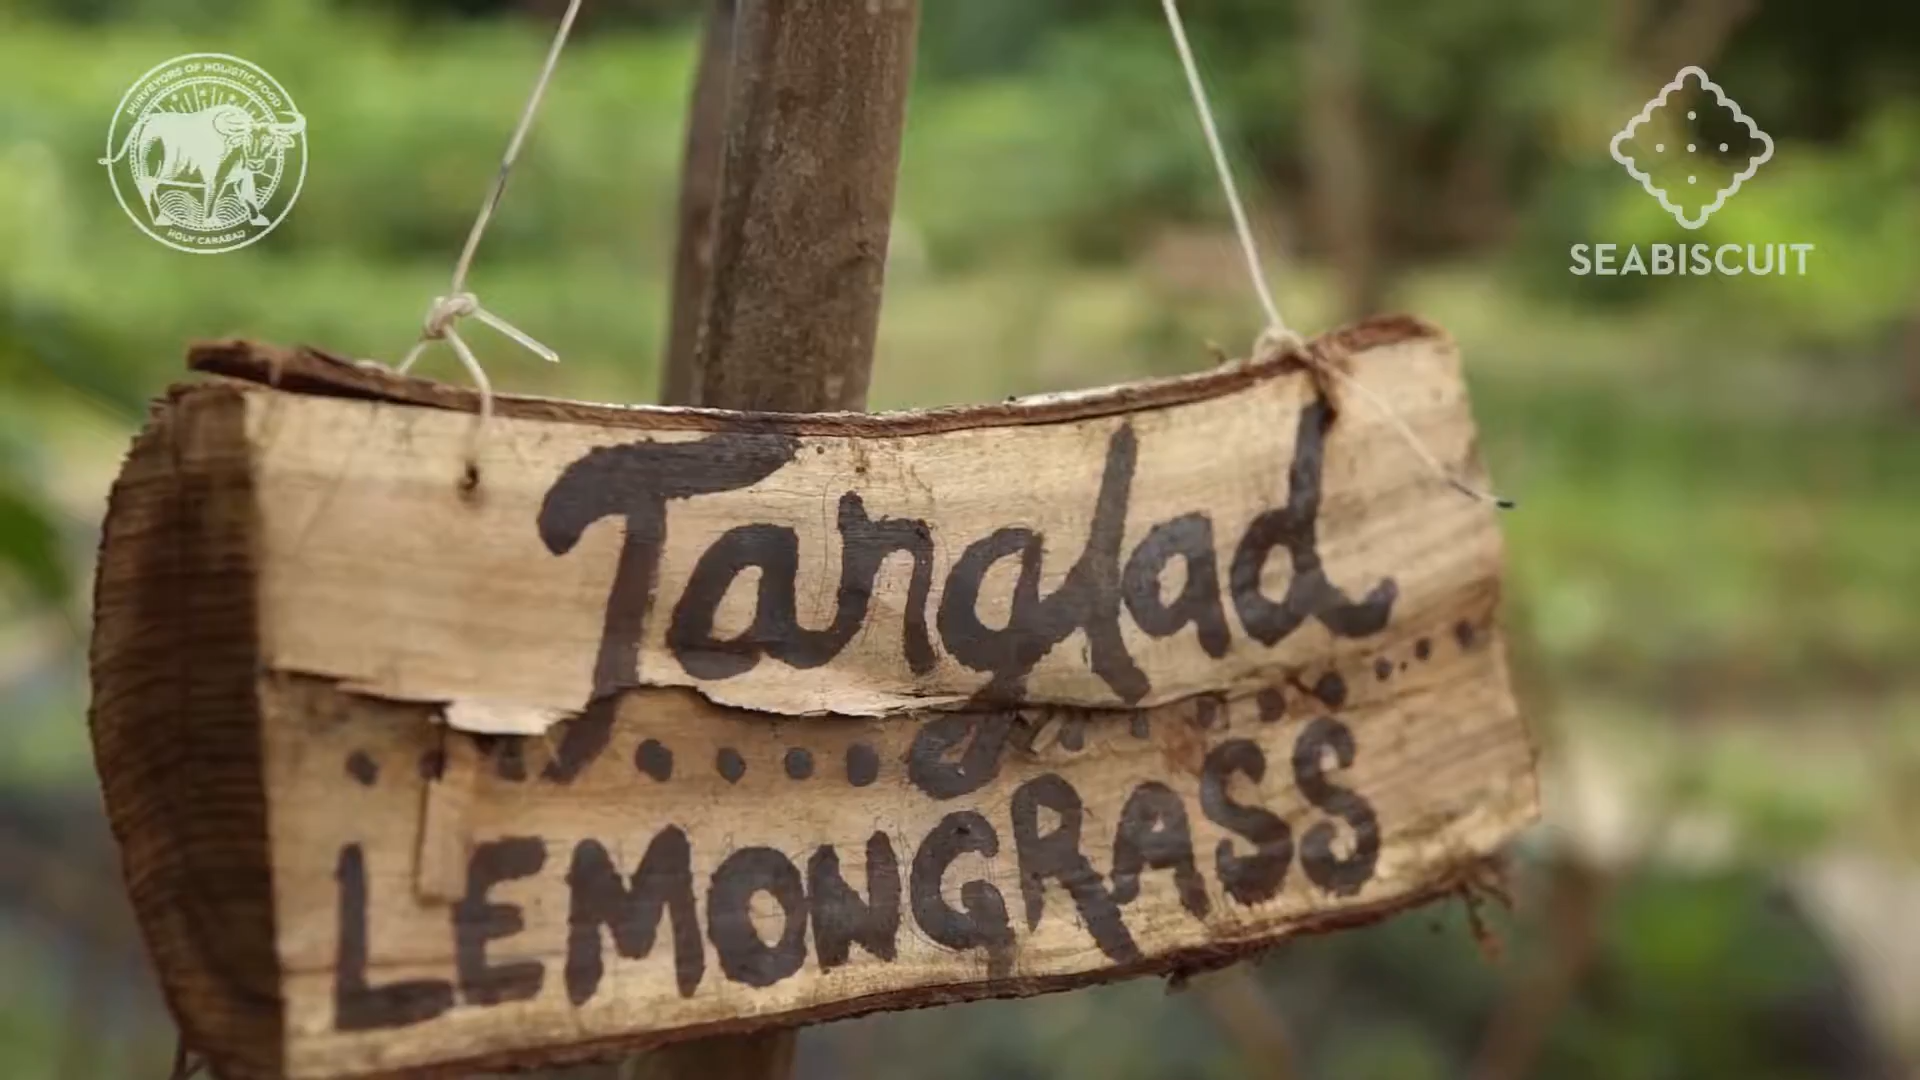 PURVEYORS OF HOLISTIC FOOD
HOLY CARABAO
SEABISCUIT
Tanglad
LEMONGRASS